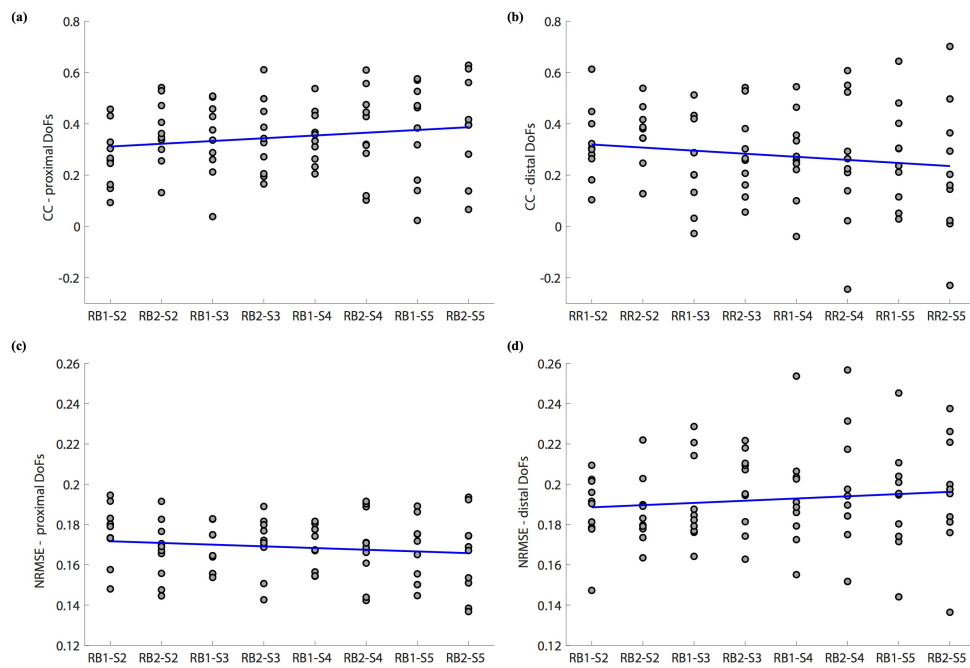 (a)
0.8
0.6
0.4
0.2
0
-0.2
CC - proximal DoFs
RB1-S2 RB2-S2 RB1-S3 RB2-S3 RB1-S4 RB2-S4 RB1-S5 RB2-S5
(b)
0.8
0.6
0.4
0.2
0
-0.2
CC - distal DoFs
RR1-S2 RR2-S2 RR1-S3 RR2-S3 RR1-S4 RR2-S4 RR1-S5 RR2-S5
(c)
0.26
0.24
0.22
0.2
0.18
0.16
0.14
0.12
NRMSE - proximal DoFs
RB1-S2 RB2-S2 RB1-S3 RB2-S3 RB1-S4 RB2-S4 RB1-S5 RB2-S5
(d)
0.26
0.24
0.22
0.2
0.18
0.16
0.14
0.12
NRMSE - distal DoFs
RB1-S2 RB2-S2 RB1-S3 RB2-S3 RB1-S4 RB2-S4 RB1-S5 RB2-S5